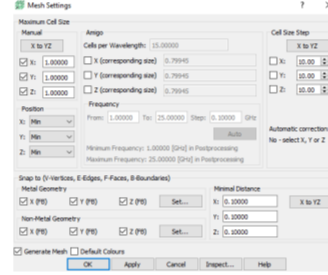 Mesh Settings
? X
Maximum Cell Size
Manual
X to YZ
X: 1.00000
Y: 1.00000
Z: 1.00000
Position
X: Min
Y: Min
Z: Min
Amigo
Cells per Wavelength: 15.00000
X (corresponding size) 0.79945
Y (corresponding size) 0.79945
Z (corresponding size) 0.79945
Frequency
From: 1.00000 To: 25.00000 Step: 0.10000 GHz
Auto
Minimum Frequency: 1.00000 [GHz] in Postprocessing
Maximum Frequency: 25.00000 [GHz] in Postprocessing
Cell Size Step
X to YZ
X: 10.00
Y: 10.00
Z: 10.00
Automatic correction
No - select X, Y or Z
Snap to (V-Vertices, E-Edges, F-Faces, B-Boundaries)
Metal Geometry
X (FB) Y (FB) Z (FB) Set...
Non-Metal Geometry
X (FB) Y (FB) Z (FB) Set...
Minimal Distance
X: 0.10000 X to YZ
Y: 0.10000
Z: 0.10000
Generate Mesh Default Colours
OK Apply Cancel Inspect... Help